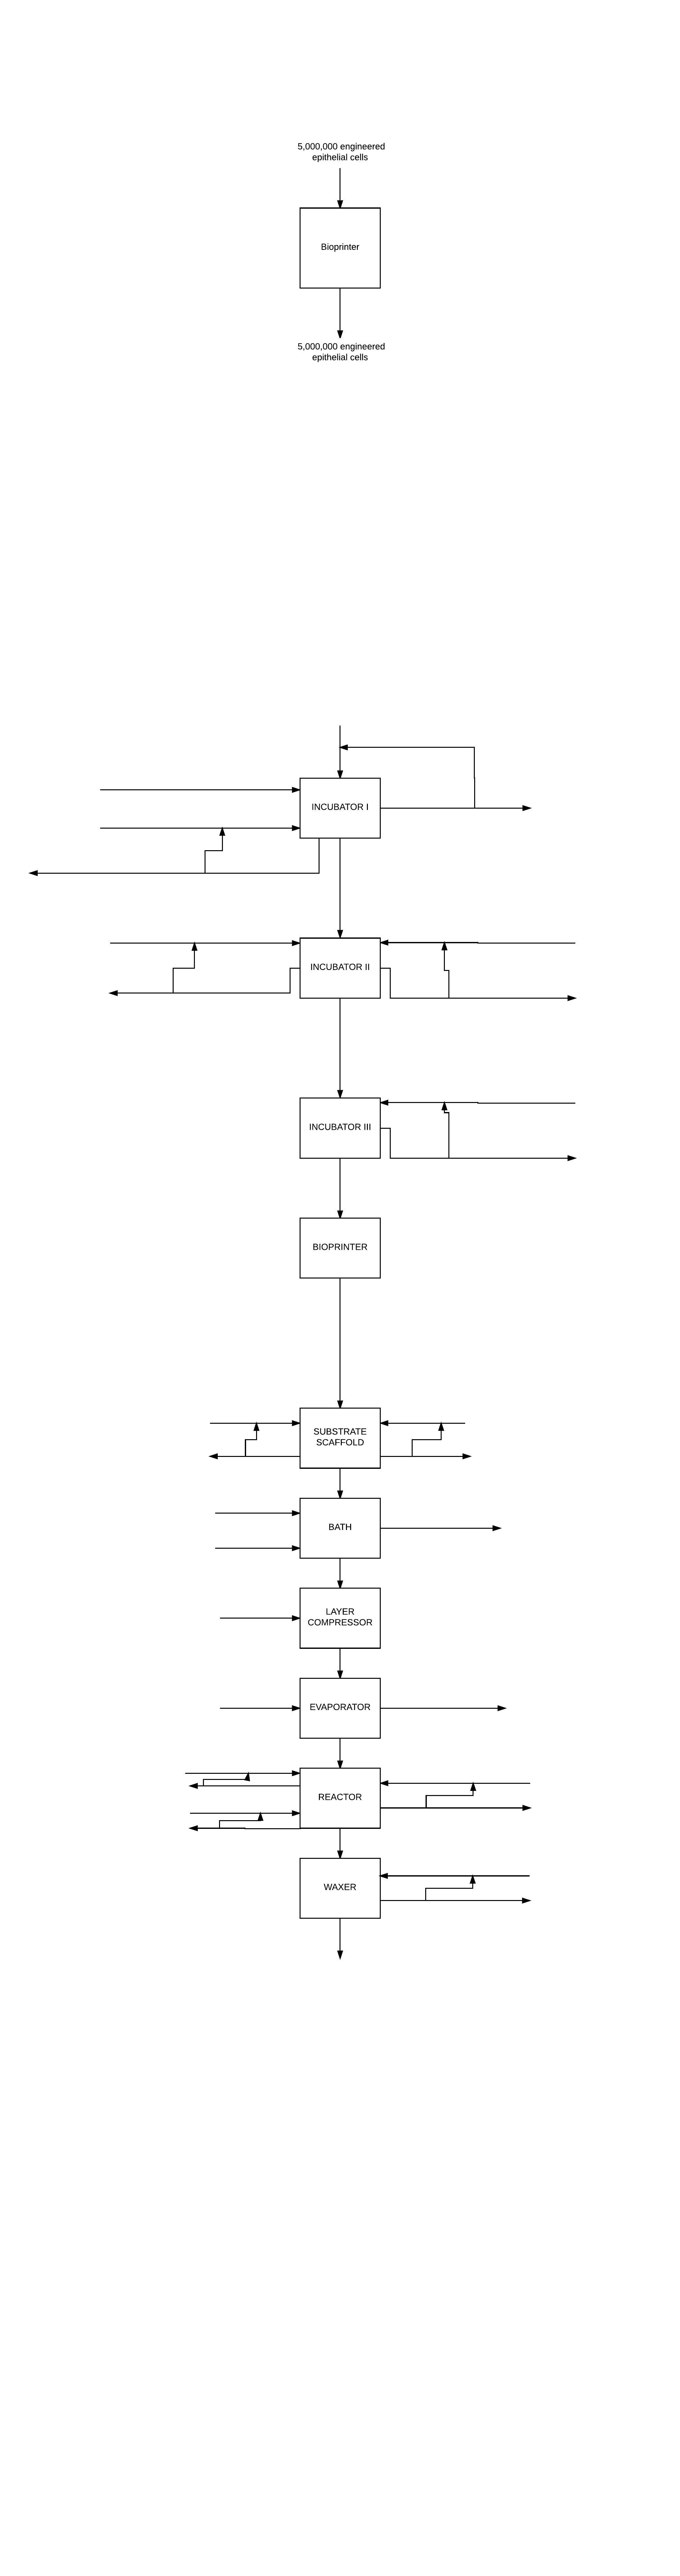 5,000,000 engineered
epithelial cells
Bioprinter
5,000,000 engineered
epithelial cells
INCUBATOR I
INCUBATOR II
INCUBATOR III
BIOPRINTER
SUBSTRATE
SCAFFOLD
BATH
LAYER
COMPRESSOR
EVAPORATOR
REACTOR
WAXER